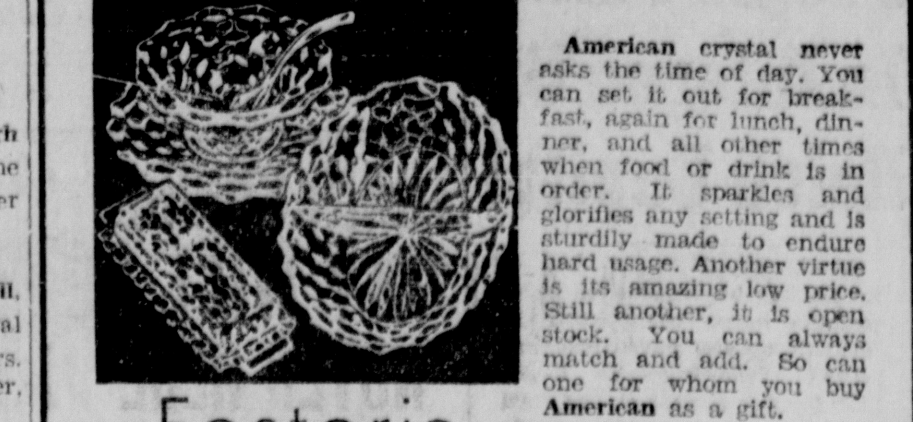 American crystal never
asks the time of day. You
can set it out for break-
fast, again for lunch, din-
ner, and all other times
when food or drink is in
order. It sparkles and
glorifies any setting and is
sturdily made to endure
hard usage. Another virtue
is its amazing low price.
Still another, it is open
stock. You can always
match and add. So can
one for whom you buy
American as a gift.
Fostoria